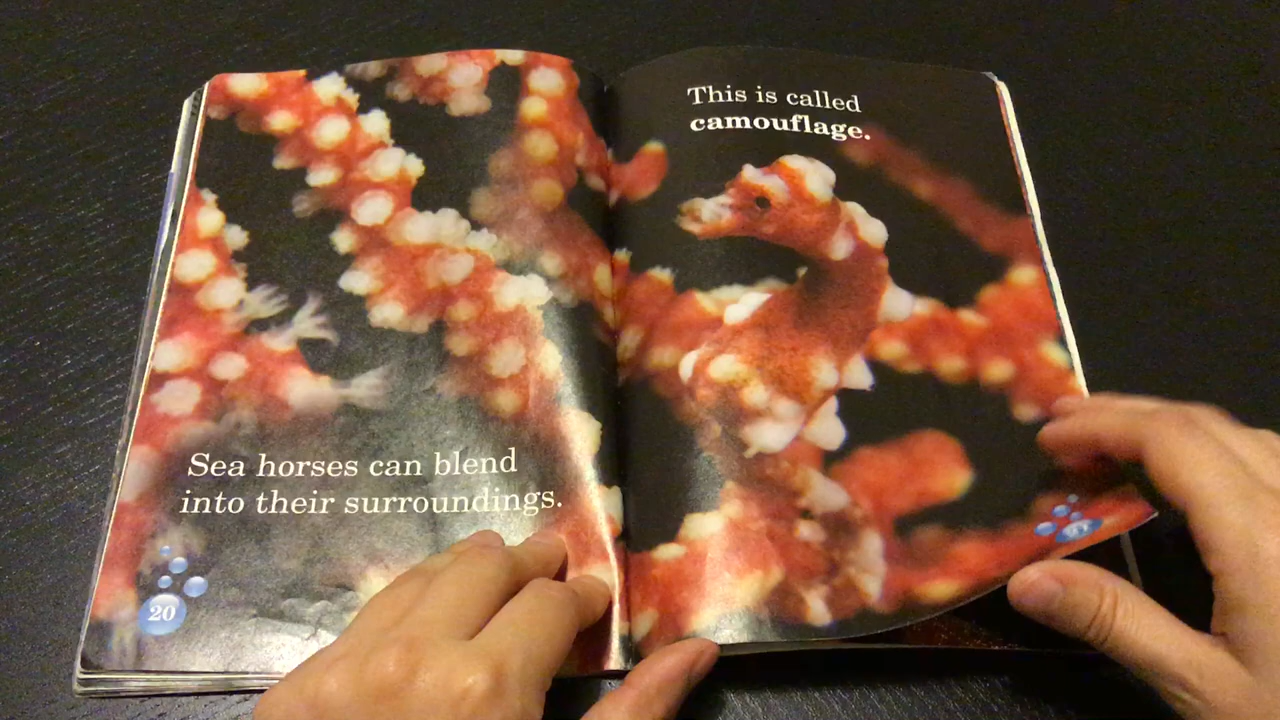 Sea horses can blend
into their surroundings.
20
This is called
camouflage.